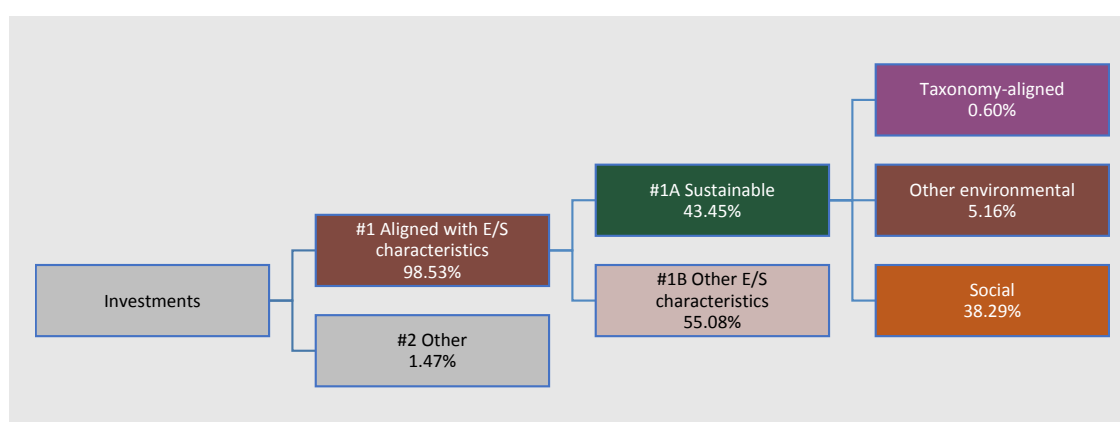 Investments
#1 Aligned with E/S
characteristics
98.53%
#2 Other
1.47%
#1A Sustainable
43.45%
#1B Other E/S
characteristics
55.08%
Taxonomy-aligned
0.60%
Other environmental
5.16%
Social
38.29%